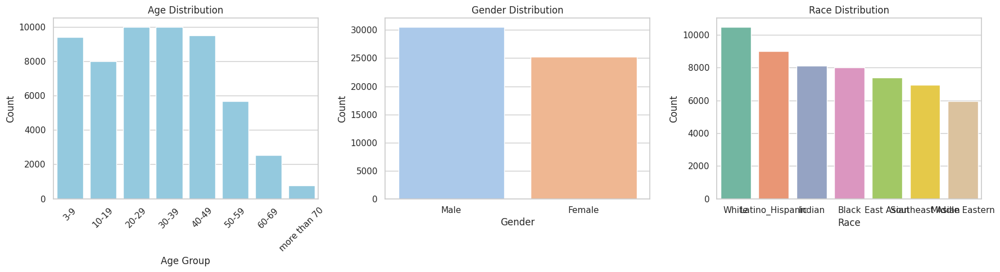 Age Distribution
10000
8000
6000
4000
2000
0
Count
3-9
10-19
20-29
30-39
40-49
50-59
60-69
more than 70
Age Group
Gender Distribution
30000
25000
20000
15000
10000
5000
0
Count
Male
Female
Gender
Race Distribution
10000
8000
6000
4000
2000
0
Count
White
Latino_Hispanic
Indian
Black
East Asian
Southeast Asian
Middle Eastern
Race